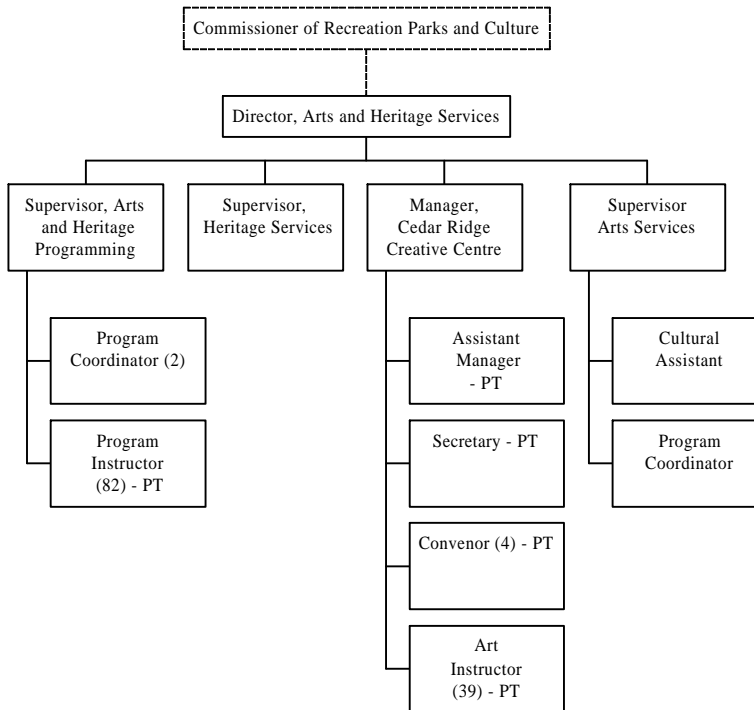 Commissioner of Recreation Parks and Culture
Director, Arts and Heritage Services
Supervisor, Arts
and Heritage
Programming
Supervisor,
Heritage Services
Manager,
Cedar Ridge
Creative Centre
Supervisor
Arts Services
Program
Coordinator (2)
Program
Instructor
(82) - PT
Assistant
Manager
- PT
Secretary - PT
Convenor (4) - PT
Art
Instructor
(39) - PT
Cultural
Assistant
Program
Coordinator